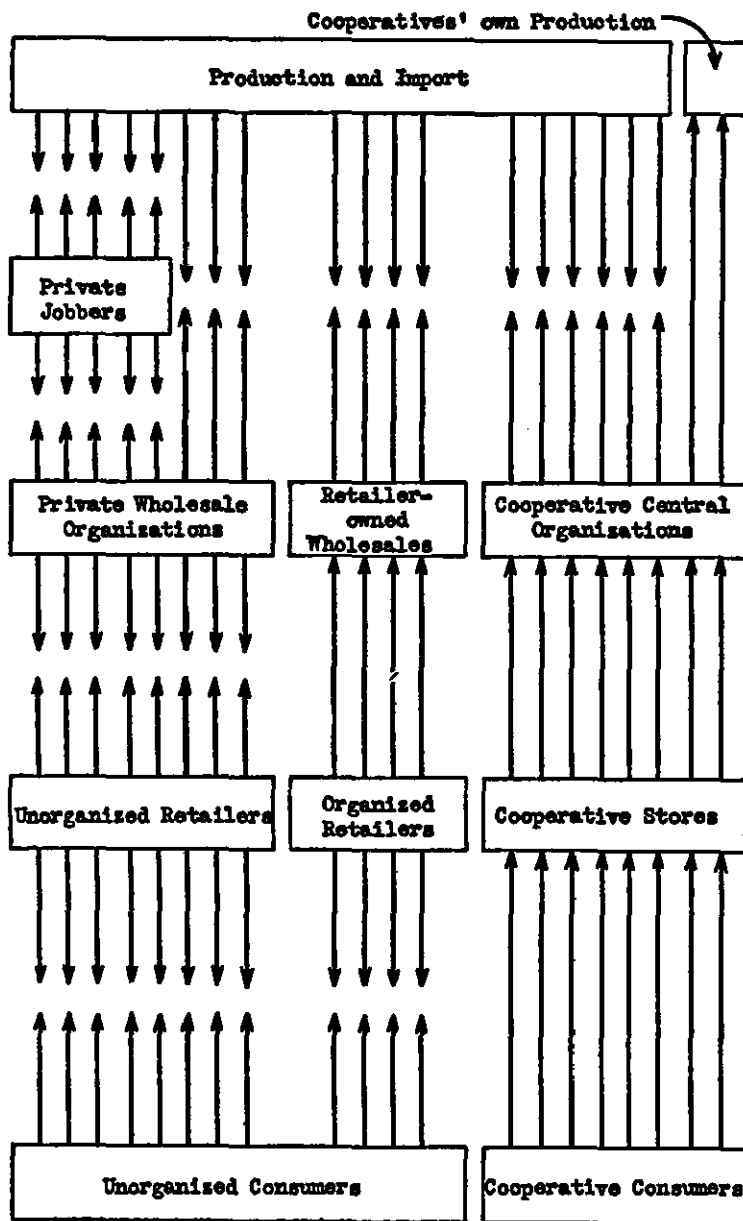 Cooperatives' own Production
Production and Import
Private
Jobbers
Private Wholesale
Organizations
Retailer-
owned
Wholesales
Cooperative Central
Organizations
Unorganized Retailers
Organized
Retailers
Cooperative Stores
Unorganized Consumers
Cooperative Consumers